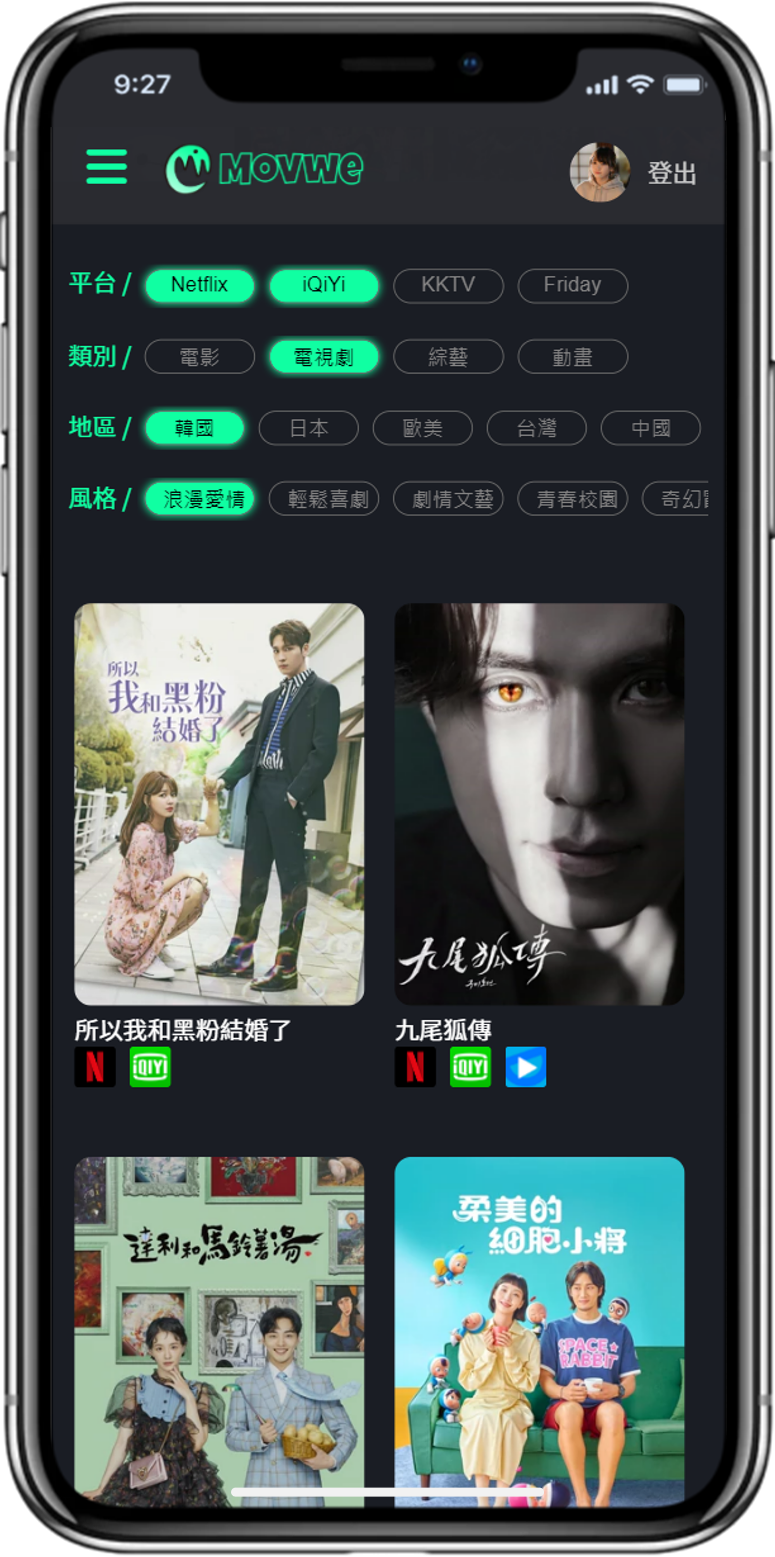 9:27
Movwe
登出
平台 / Netflix iQiYi KKTV Friday
類別 / 電影 電視劇 綜藝 動畫
地區 / 韓國 日本 歐美 台灣 中國
風格 / 浪漫愛情 輕鬆喜劇 劇情文藝 青春校園 奇幻
所以
我和黑粉
結婚了
九尾狐傳
所以我和黑粉結婚了
九尾狐傳
N iQIYI
N iQIYI
達利和馬鈴薯湯
柔美的
細胞小將
SPACE
RABBIT